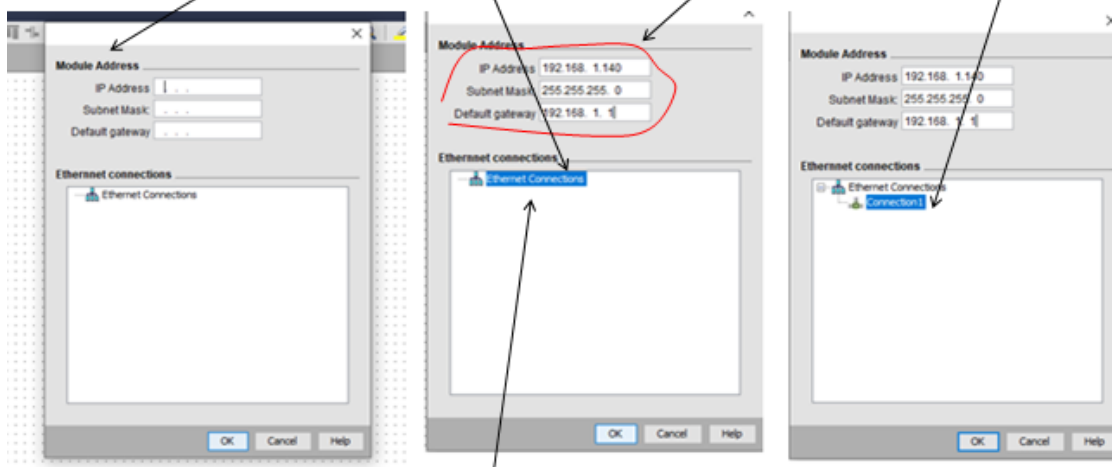 Module Address
IP Address . . .
Subnet Mask: . . .
Default gateway . . .
Ethernnet connections
Ethernet Connections
OK Cancel Help
Module Address
IP Address 192.168. 1.140
Subnet Mask: 255.255.255. 0
Default gateway 192.168. 1. 1
Ethernnet connections
Ethernet Connections
OK Cancel Help
Module Address
IP Address 192.168. 1.140
Subnet Mask: 255.255.255. 0
Default gateway 192.168. 1. 1
Ethernnet connections
Ethernet Connections
Connection1
OK Cancel Help